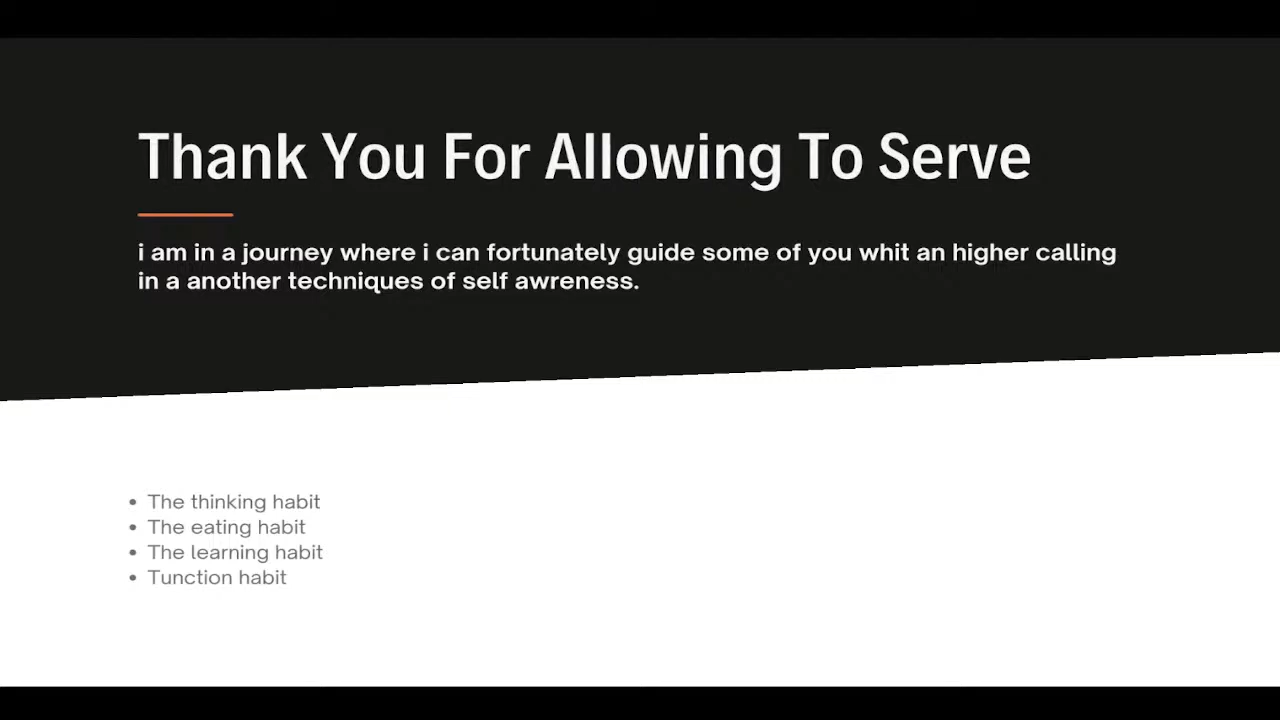 Thank You For Allowing To Serve
i am in a journey where i can fortunately guide some of you whit an higher calling
in a another techniques of self awreness.
• The thinking habit
• The eating habit
• The learning habit
• Tunction habit